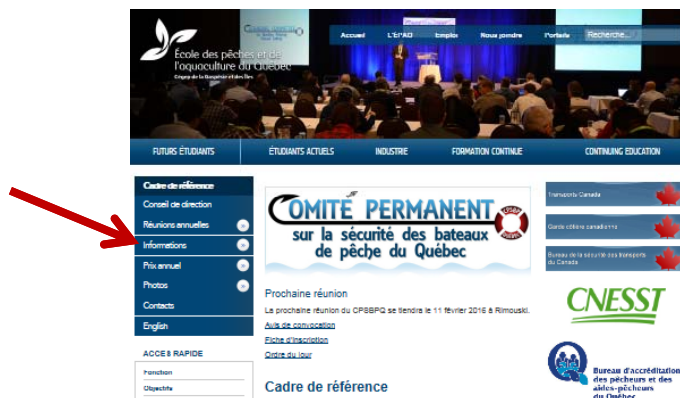 COMITÉ PERMANENT
École des pêches et de
l'aquaculture du Québec
Cégep de la Gaspésie et des Îles
Accueil L'ÉPAQ Emploi Nous joindre Portails Recherche...
FUTURS ÉTUDIANTS ÉTUDIANTS ACTUELS INDUSTRIE FORMATION CONTINUE CONTINUING EDUCATION
Cadre de référence
Conseil de direction
Réunions annuelles
Informations
Prix annuel
Photos
Contacts
English
ACCES RAPIDE
Fonction
Objectifs
COMITÉ PERMANENT
sur la sécurité des bateaux
de pêche du Québec
Prochaine réunion
La prochaine réunion du CPSBPQ se tiendra le 11 février 2016 à Rimouski.
Avis de convocation
Fiche d'inscription
Ordre du jour
Cadre de référence
Transports Canada
Garde côtière canadienne
Bureau de la sécurité des transports
du Canada
CNESST
Bureau d'accréditation
des pêcheurs et des
aides-pêcheurs
du Québec